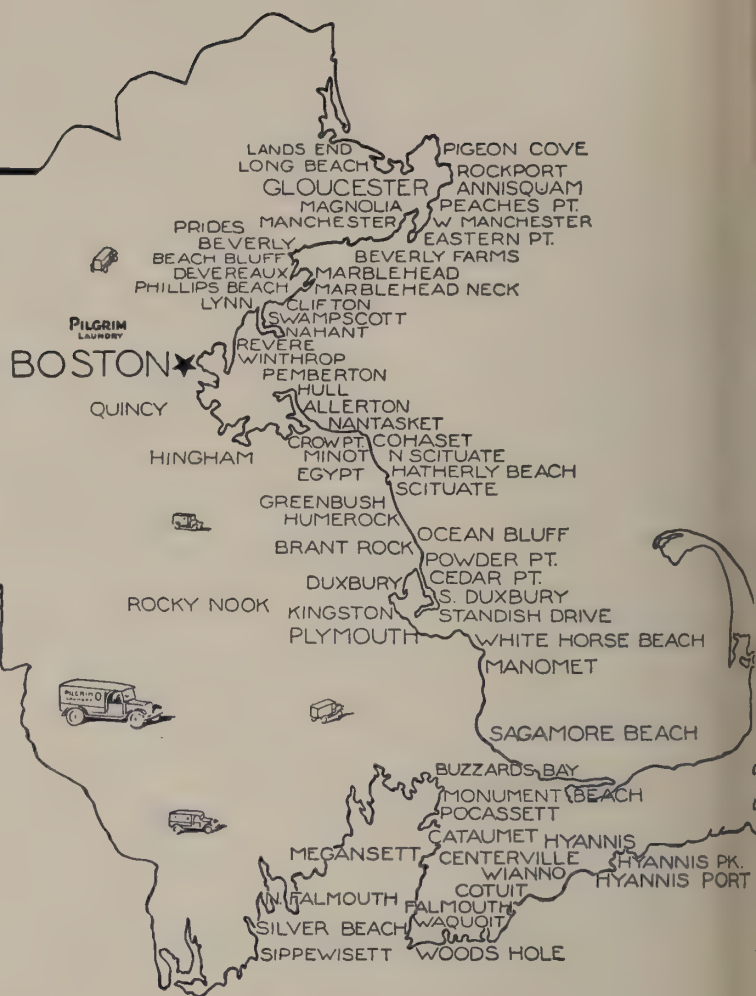 LANDS END
PIGEON COVE
LONG BEACH
ROCKPORT
GLOUCESTER
ANNISQUAM
MAGNOLIA
PEACHES PT.
PRIDES
MANCHESTER
W MANCHESTER
BEVERLY
EASTERN PT.
BEACH BLUFF
BEVERLY FARMS
DEVEREAUX
MARBLEHEAD
PHILLIPS BEACH
MARBLEHEAD NECK
LYNN
CLIFTON
SWAMPSCOTT
PILGRIM
LAUNDRY
NAHANT
REVERE
BOSTON
WINTHROP
PEMBERTON
HULL
QUINCY
ALLERTON
NANTASKET
CROW PT.
COHASET
HINGHAM
MINOT
N SCITUATE
EGYPT
HATHERLY BEACH
SCITUATE
GREENBUSH
HUMEROCK
OCEAN BLUFF
BRANT ROCK
POWDER PT.
DUXBURY
CEDAR PT.
S. DUXBURY
ROCKY NOOK
KINGSTON
STANDISH DRIVE
PLYMOUTH
WHITE HORSE BEACH
MANOMET
PILGRIM
LAUNDRY
SAGAMORE BEACH
BUZZARDS BAY
MONUMENT BEACH
POCASSETT
CATAUMET
HYANNIS
MEGANSETT
CENTERVILLE
HYANNIS PK.
WIANNO
HYANNIS PORT
COTUIT
N. FALMOUTH
FALMOUTH
SILVER BEACH
WAQUOIT
SIPPEWISETT
WOODS HOLE